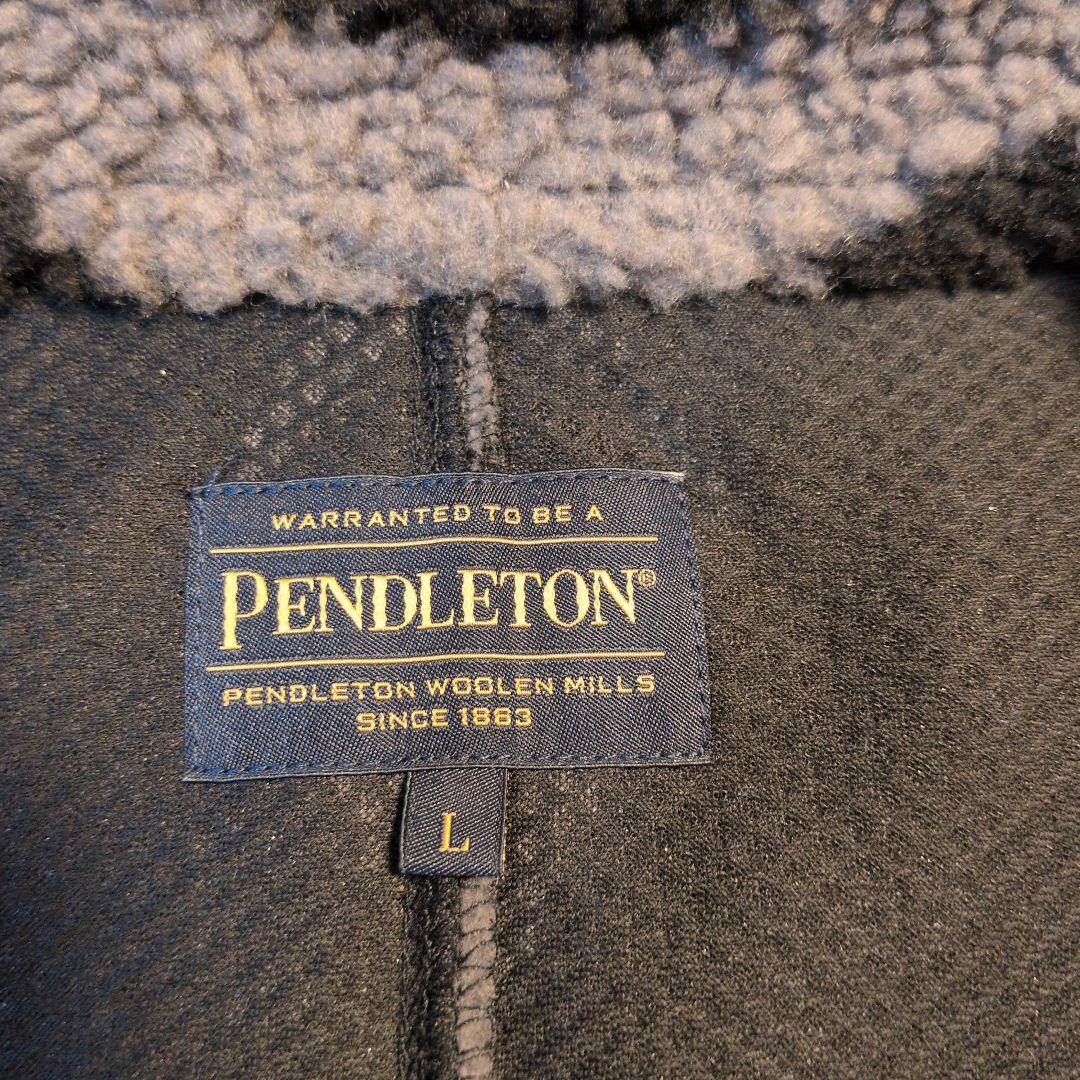 WARRANTED TO BE A
PENDLETON®
PENDLETON WOOLEN MILLS
SINCE 1863
L